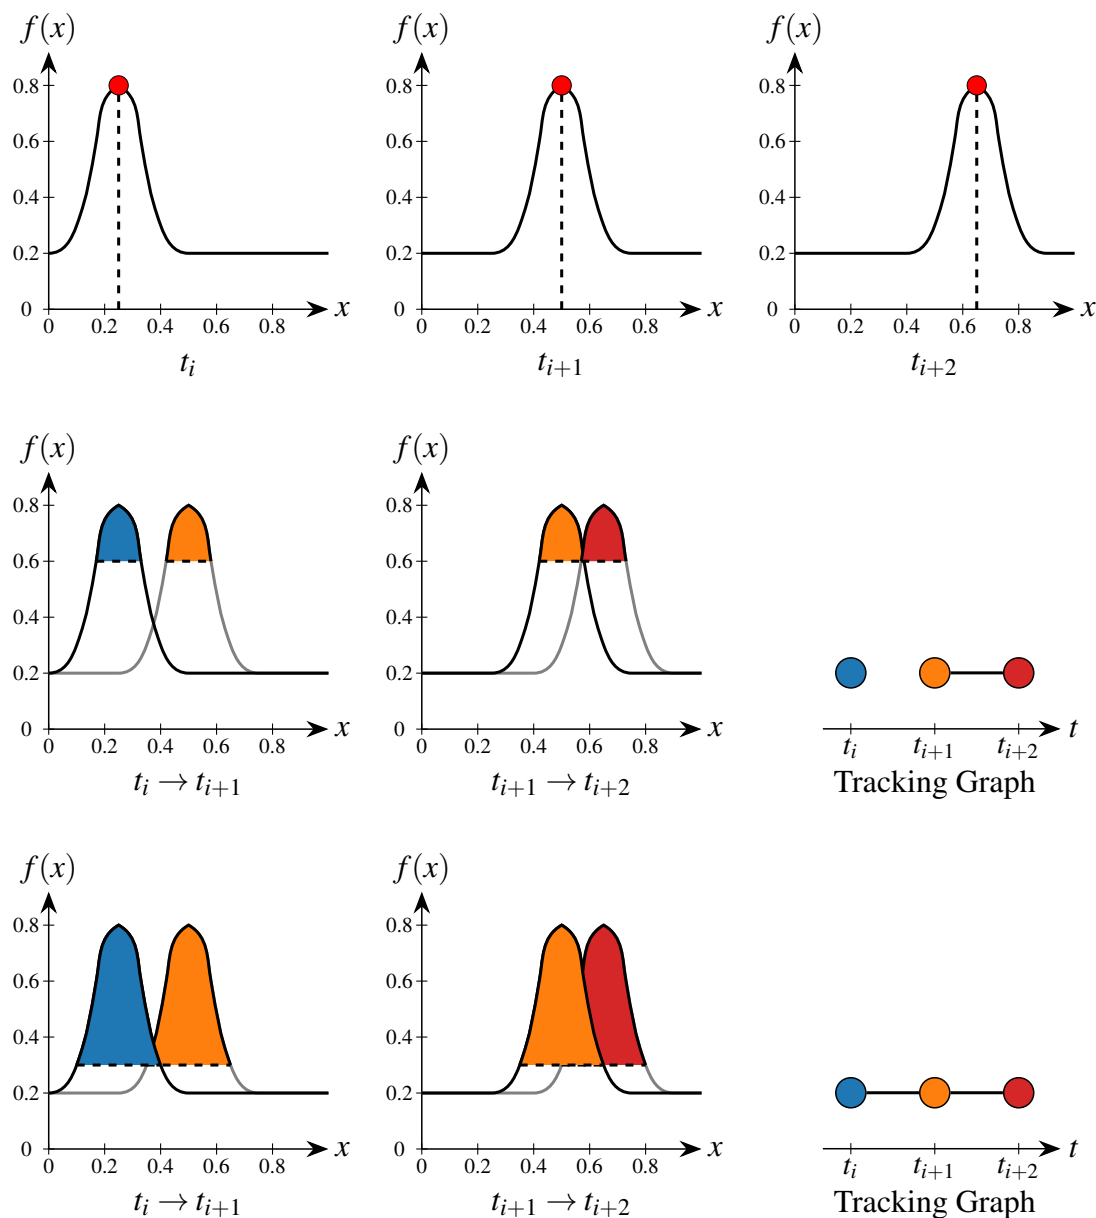 f(x) f(x) f(x)
0.8 0.8 0.8
0.6 0.6 0.6
0.4 0.4 0.4
0.2 0.2 0.2
0 0 0
x x x
0 0.2 0.4 0.6 0.8 0 0.2 0.4 0.6 0.8 0 0.2 0.4 0.6 0.8
t_i t_{i+1} t_{i+2}
f(x) f(x)
0.8 0.8
0.6 0.6
0.4 0.4
0.2 0.2
0 0
x x t
0 0.2 0.4 0.6 0.8 0 0.2 0.4 0.6 0.8 t_i t_{i+1} t_{i+2}
t_i → t_{i+1} t_{i+1} → t_{i+2} Tracking Graph
f(x) f(x)
0.8 0.8
0.6 0.6
0.4 0.4
0.2 0.2
0 0
x x t
0 0.2 0.4 0.6 0.8 0 0.2 0.4 0.6 0.8 t_i t_{i+1} t_{i+2}
t_i → t_{i+1} t_{i+1} → t_{i+2} Tracking Graph